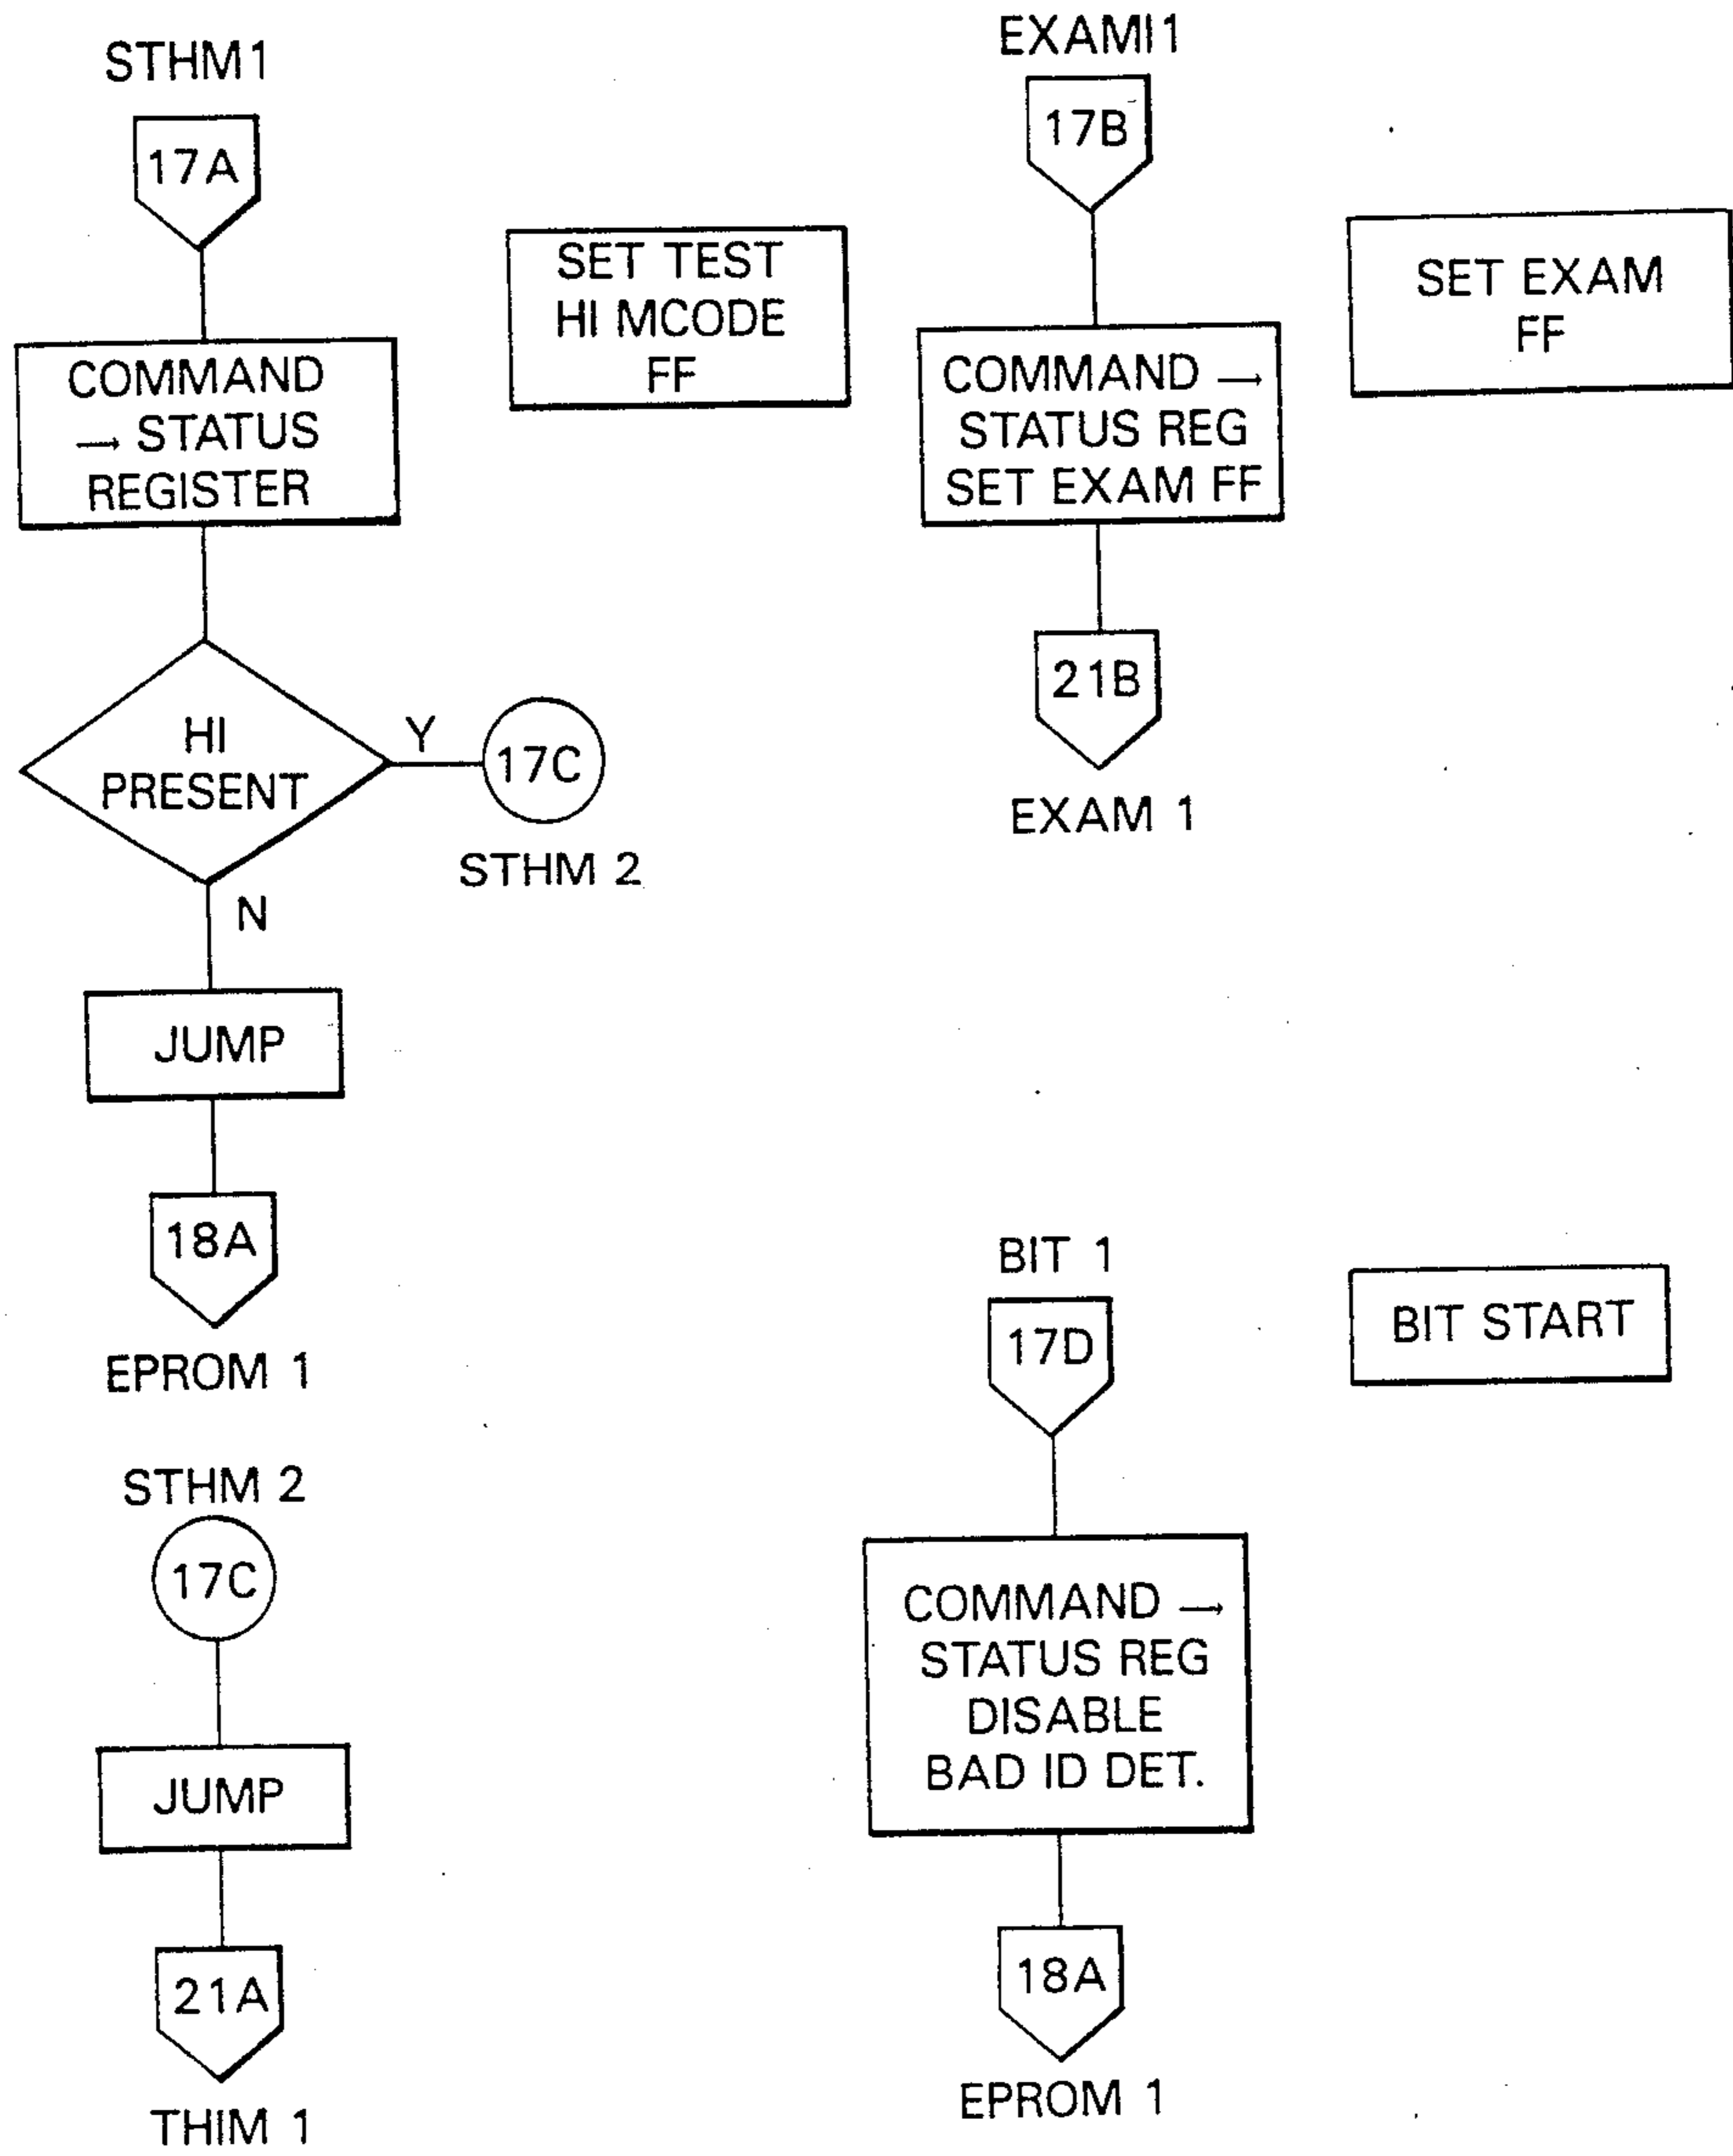 STHM1
17A
SET TEST
HI MCODE
FF
COMMAND
→ STATUS
REGISTER
HI
PRESENT
Y
17C
STHM 2
N
JUMP
18A
EPROM 1
STHM 2
17C
JUMP
21A
THIM 1
EXAMI1
17B
SET EXAM
FF
COMMAND →
STATUS REG
SET EXAM FF
21B
EXAM 1
BIT 1
17D
BIT START
COMMAND →
STATUS REG
DISABLE
BAD ID DET.
18A
EPROM 1